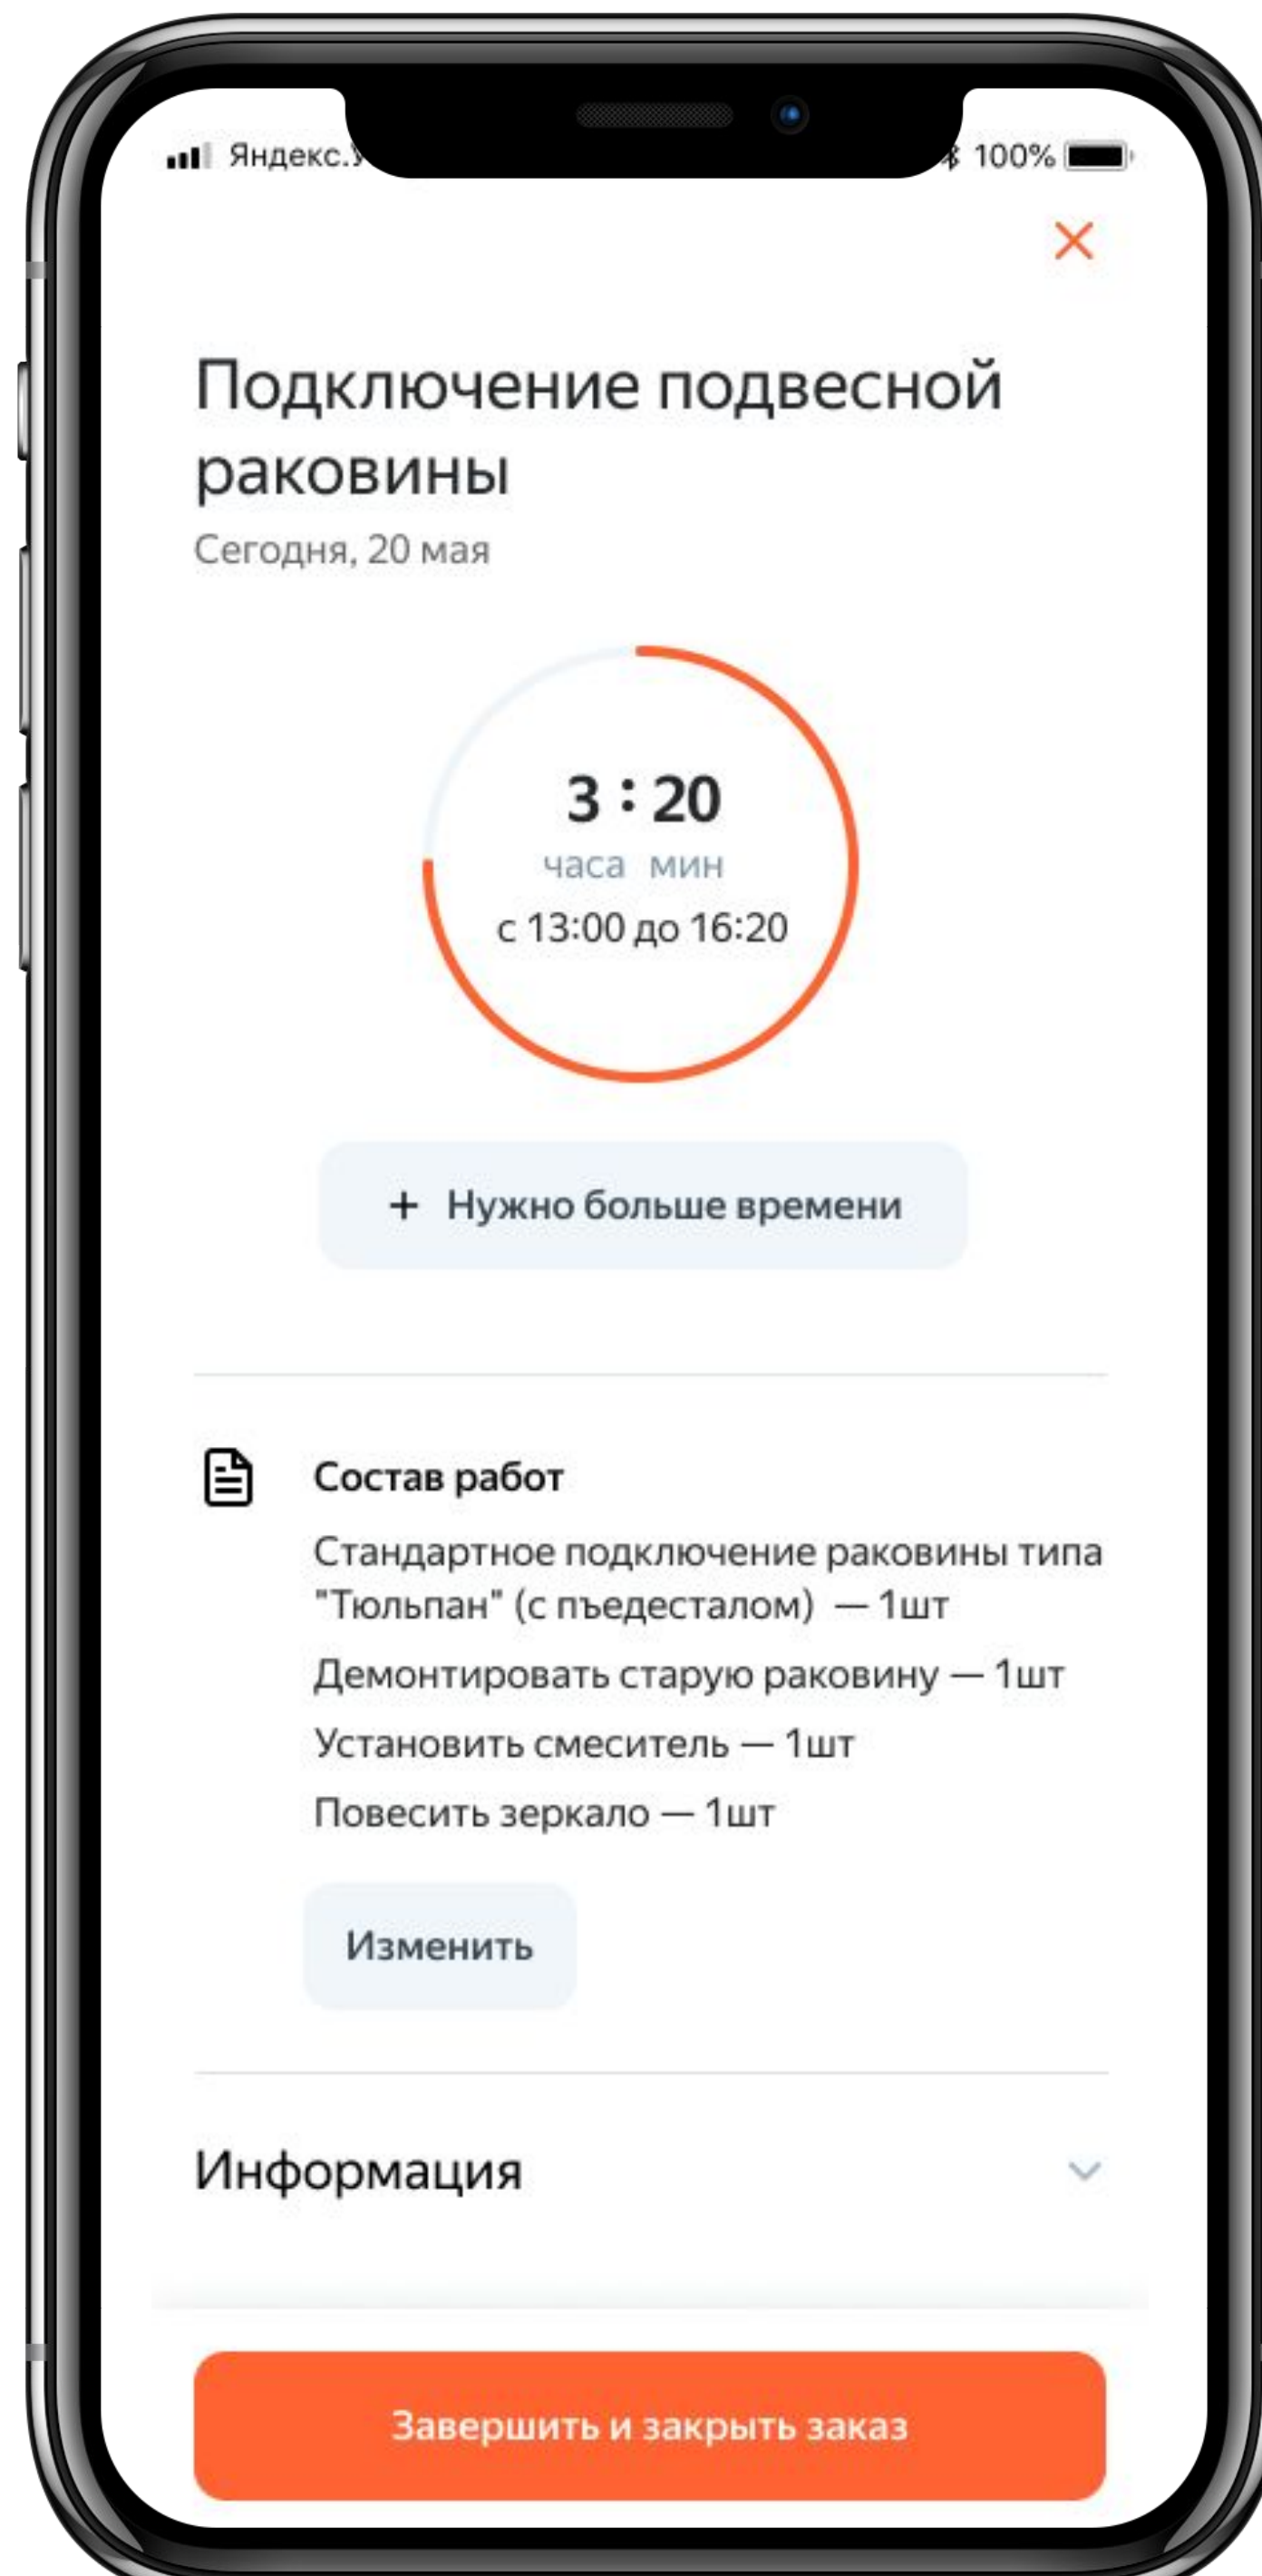 Яндекс.
100%
Подключение подвесной
раковины
Сегодня, 20 мая
3 : 20
часа мин
с 13:00 до 16:20
+ Нужно больше времени
Состав работ
Стандартное подключение раковины типа
"Тюльпан" (с пъедесталом) — 1шт
Демонтировать старую раковину — 1шт
Установить смеситель — 1шт
Повесить зеркало — 1шт
Изменить
Информация
Завершить и закрыть заказ